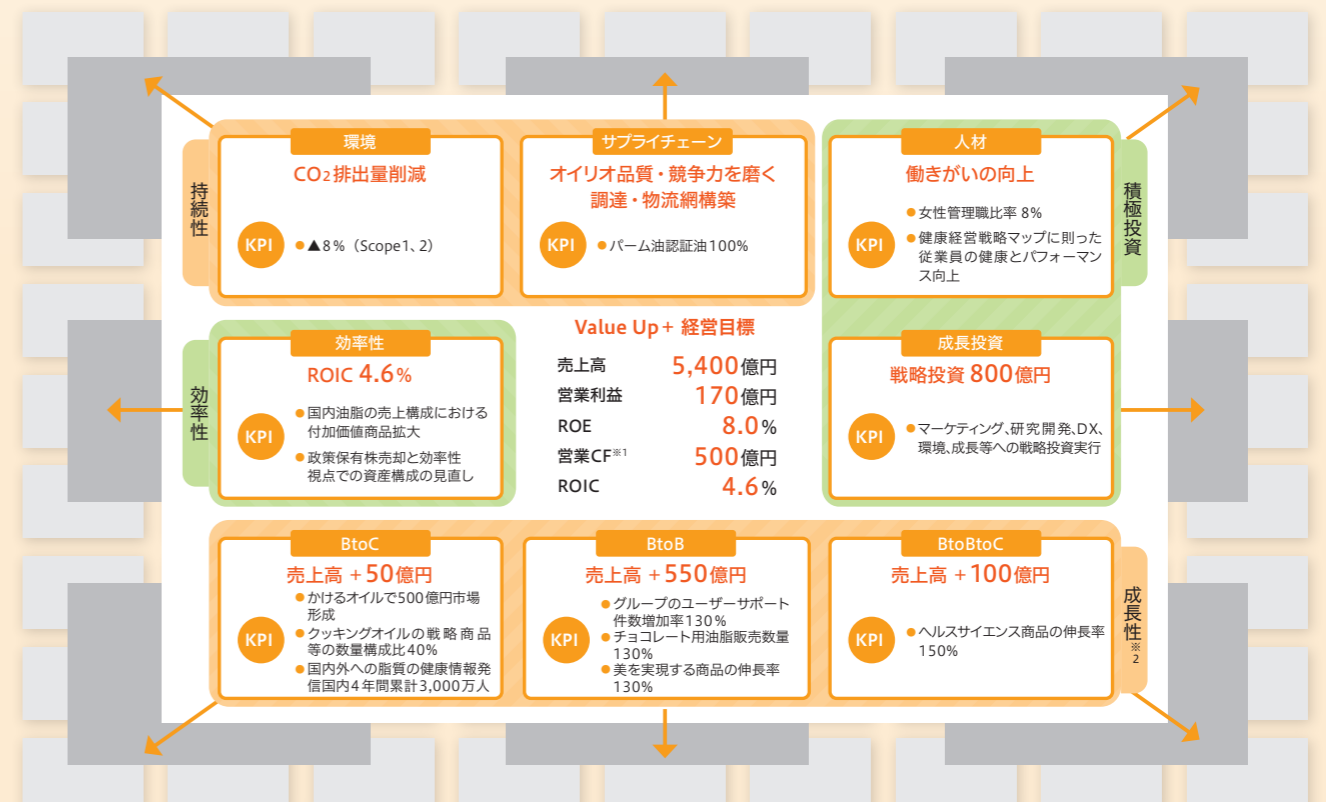 持続性
環境
CO2排出量削減
KPI
●▲8%（Scope1、2）
サプライチェーン
オイリオ品質・競争力を磨く
調達・物流網構築
KPI
●パーム油認証油100%
人材
働きがいの向上
KPI
●女性管理職比率 8%
●健康経営戦略マップに則った
従業員の健康とパフォーマン
ス向上
積極投資
効率性
効率性
ROIC 4.6%
KPI
●国内油脂の売上構成における
付加価値商品拡大
●政策保有株売却と効率性
視点での資産構成の見直し
Value Up+ 経営目標
売上高 5,400億円
営業利益 170億円
ROE 8.0%
営業CF※1 500億円
ROIC 4.6%
成長投資
戦略投資 800億円
KPI
●マーケティング、研究開発、DX、
環境、成長等への戦略投資実行
BtoC
売上高 +50億円
KPI
●かけるオイルで500億円市場
形成
●クッキングオイルの戦略商品
等の数量構成比40%
●国内外への脂質の健康情報発
信国内4年間累計3,000万人
BtoB
売上高 +550億円
KPI
●グループのユーザーサポート
件数増加率130%
●チョコレート用油脂販売数量
130%
●美を実現する商品の伸長率
130%
BtoBtoC
売上高 +100億円
KPI
●ヘルスサイエンス商品の伸長率
150%
成長性※2